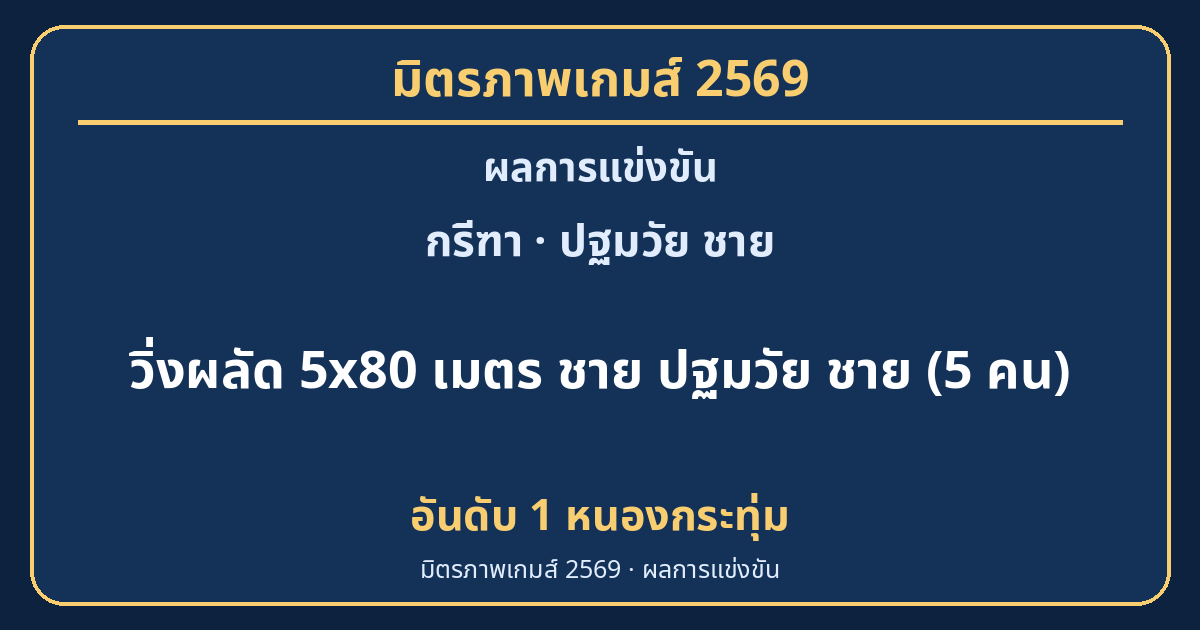 มิตรภาพเกมส์ 2569
ผลการแข่งขัน
กรีฑา · ปฐมวัย ชาย
วิ่งผลัด 5x80 เมตร ชาย ปฐมวัย ชาย (5 คน)
อันดับ 1 หนองกระทุ่ม
มิตรภาพเกมส์ 2569 · ผลการแข่งขัน